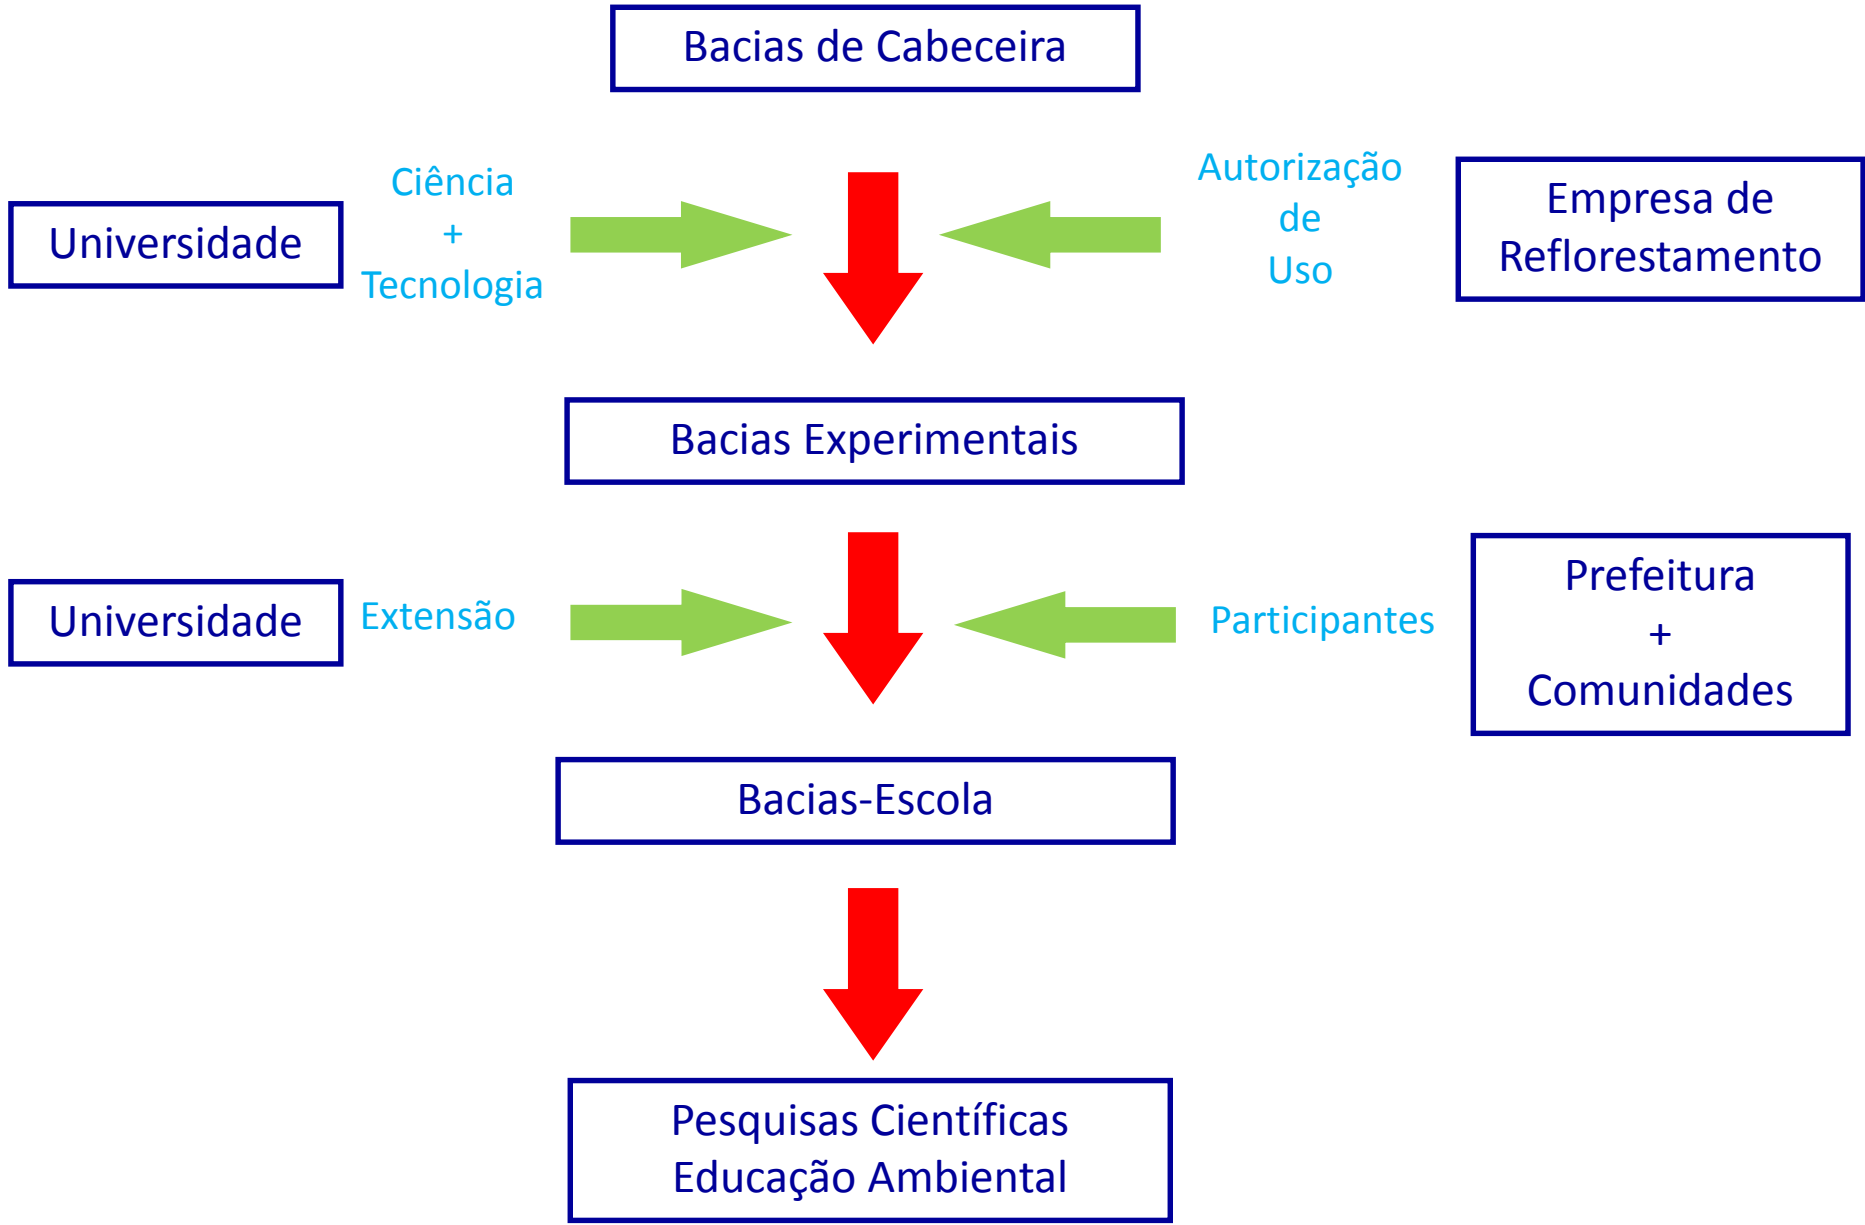 Bacias de Cabeceira
Universidade
Ciência
+
Tecnologia
Autorização
de
Uso
Empresa de
Reflorestamento
Bacias Experimentais
Universidade
Extensão
Participantes
Prefeitura
+
Comunidades
Bacias-Escola
Pesquisas Científicas
Educação Ambiental